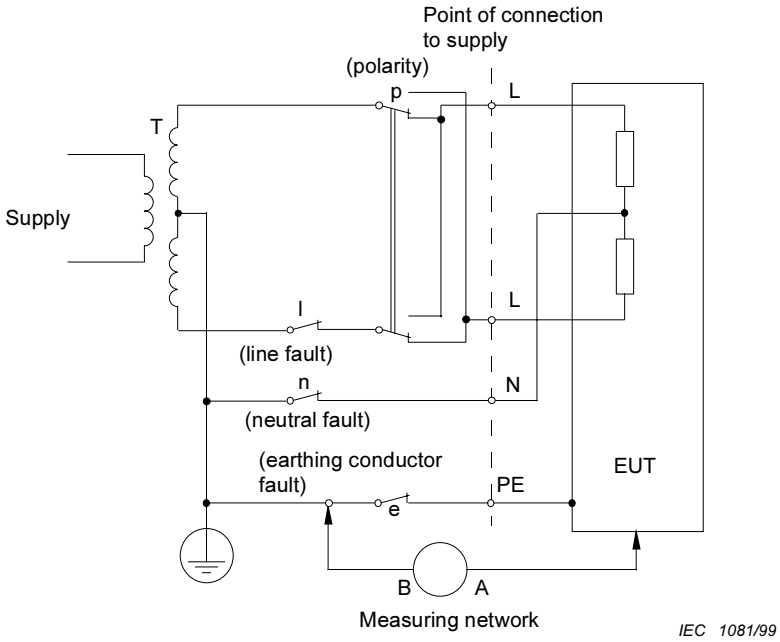 Point of connection
to supply
(polarity)
p
L
T
Supply
l
L
(line fault)
n
N
(neutral fault)
(earthing conductor
fault)
EUT
PE
e
B
A
Measuring network
IEC 1081/99